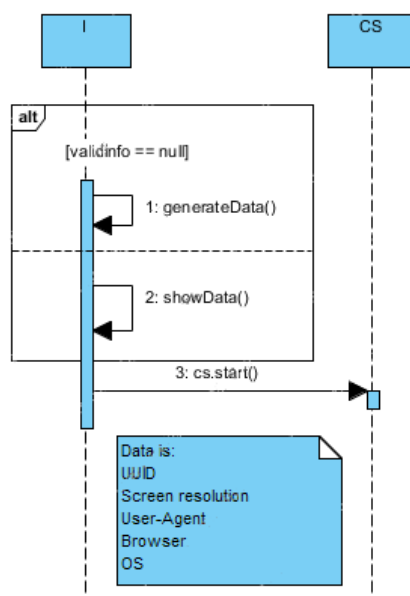 I
CS
alt
[validinfo == null]
1: generateData()
2: showData()
3: cs.start()
Data is:
UUID
Screen resolution
User-Agent
Browser
OS